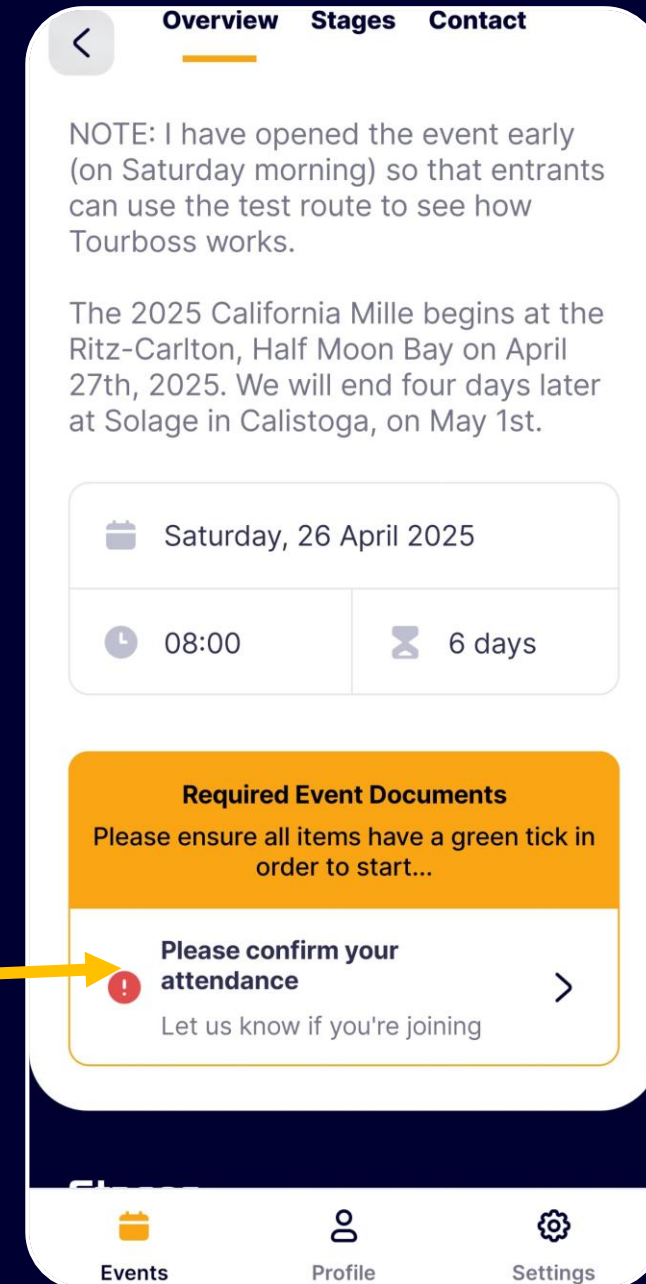 Overview Stages Contact
NOTE: I have opened the event early
(on Saturday morning) so that entrants
can use the test route to see how
Tourboss works.
The 2025 California Mille begins at the
Ritz-Carlton, Half Moon Bay on April
27th, 2025. We will end four days later
at Solage in Calistoga, on May 1st.
Saturday, 26 April 2025
08:00 6 days
Required Event Documents
Please ensure all items have a green tick in
order to start...
Please confirm your
attendance
Let us know if you're joining
Events Profile Settings